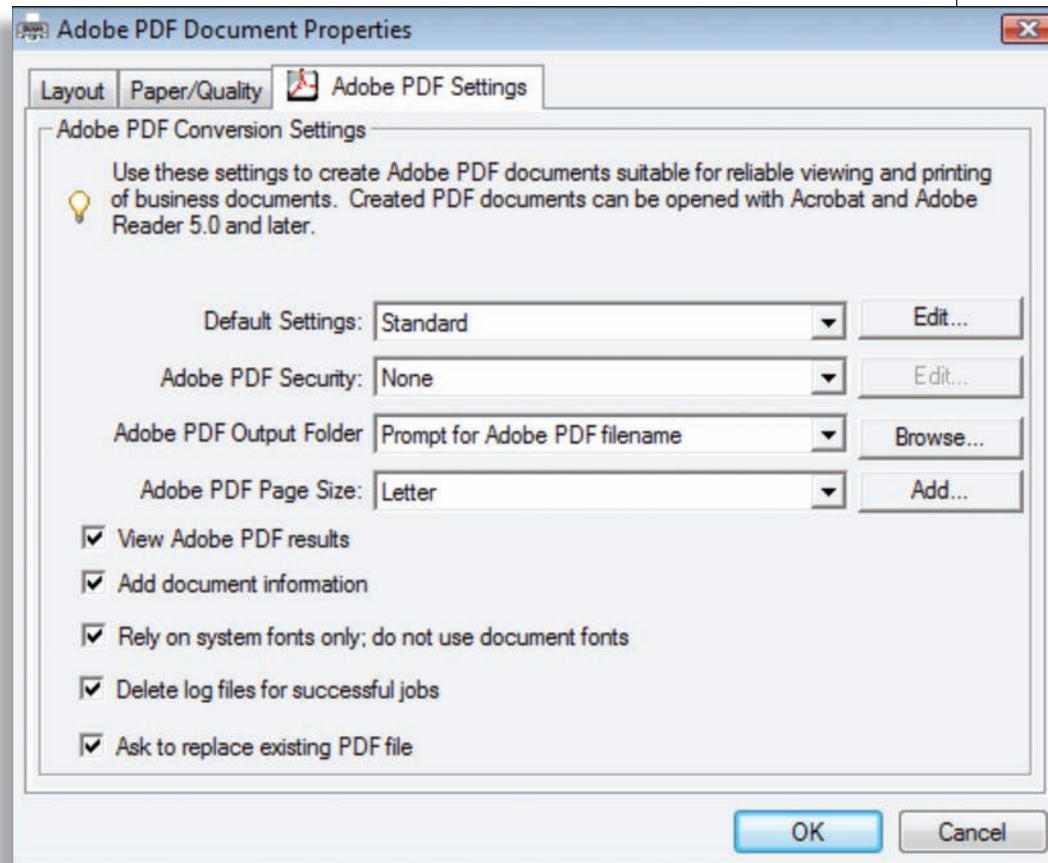 Adobe PDF Document Properties
Layout Paper/Quality Adobe PDF Settings
Adobe PDF Conversion Settings
Use these settings to create Adobe PDF documents suitable for reliable viewing and printing
of business documents. Created PDF documents can be opened with Acrobat and Adobe
Reader 5.0 and later.
Default Settings: Standard Edit...
Adobe PDF Security: None Edit...
Adobe PDF Output Folder Prompt for Adobe PDF filename Browse...
Adobe PDF Page Size: Letter Add...
View Adobe PDF results
Add document information
Rely on system fonts only; do not use document fonts
Delete log files for successful jobs
Ask to replace existing PDF file
OK Cancel